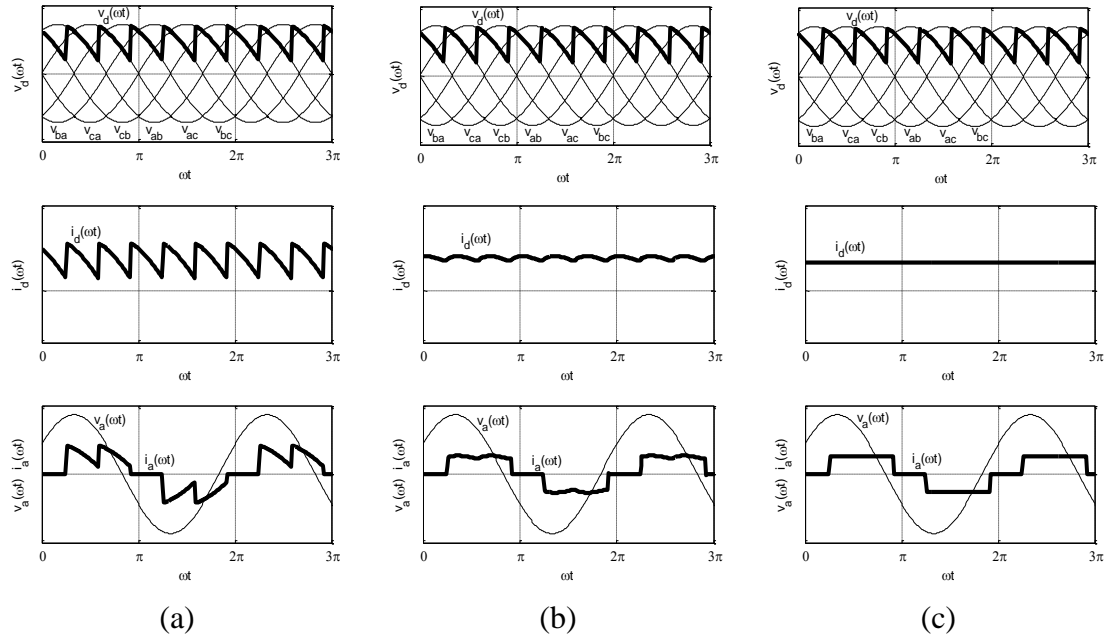 v_d(ωt)
v_d(ωt)
v_ba v_ca v_cb v_ab v_ac v_bc
0 π 2π 3π
ωt
v_d(ωt)
v_d(ωt)
v_ba v_ca v_cb v_ab v_ac v_bc
0 π 2π 3π
ωt
v_d(ωt)
v_d(ωt)
v_ba v_ca v_cb v_ab v_ac v_bc
0 π 2π 3π
ωt
i_d(ωt)
i_d(ωt)
0 π 2π 3π
ωt
i_d(ωt)
i_d(ωt)
0 π 2π 3π
ωt
i_d(ωt)
i_d(ωt)
0 π 2π 3π
ωt
v_a(ωt) i_a(ωt)
v_a(ωt)
i_a(ωt)
0 π 2π 3π
ωt
v_a(ωt) i_a(ωt)
v_a(ωt)
i_a(ωt)
0 π 2π 3π
ωt
v_a(ωt) i_a(ωt)
v_a(ωt)
i_a(ωt)
0 π 2π 3π
ωt
(a) (b) (c)